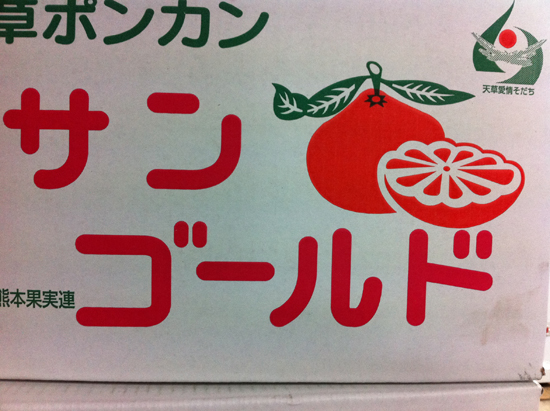 草ポンカン
天草愛情そだち
サン
ゴールド
熊本果実連